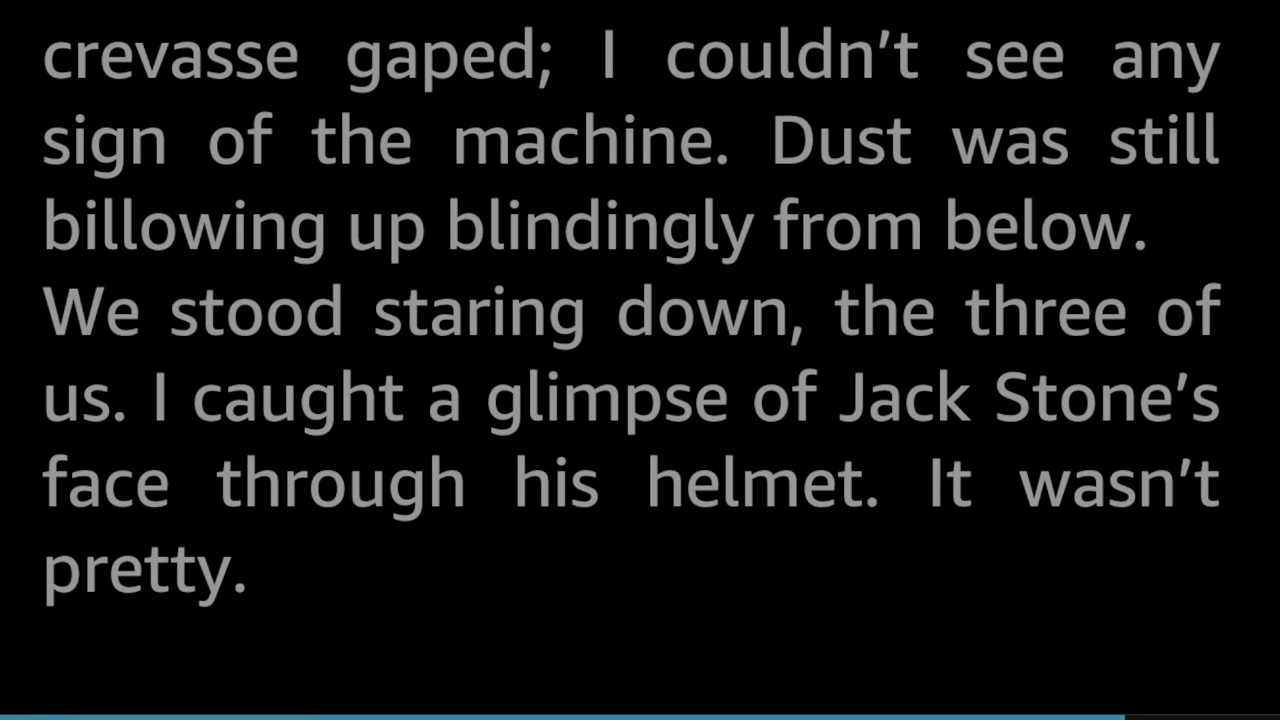 crevasse gaped; I couldn’t see any
sign of the machine. Dust was still
billowing up blindingly from below.
We stood staring down, the three of
us. I caught a glimpse of Jack Stone’s
face through his helmet. It wasn’t
pretty.